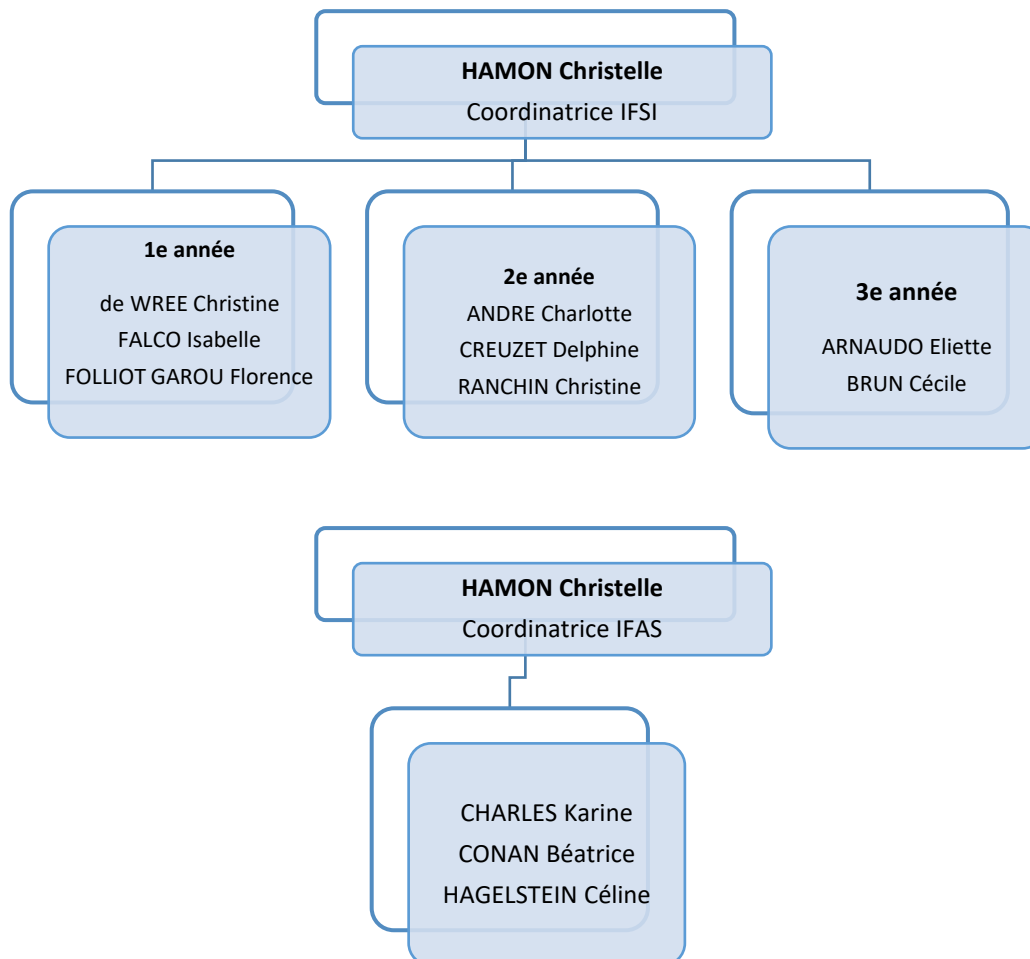 HAMON Christelle
Coordinatrice IFSI
1e année
de WREE Christine
FALCO Isabelle
FOLLIOT GAROU Florence
2e année
ANDRE Charlotte
CREUZET Delphine
RANCHIN Christine
3e année
ARNAUDO Eliette
BRUN Cécile
HAMON Christelle
Coordinatrice IFAS
CHARLES Karine
CONAN Béatrice
HAGELSTEIN Céline